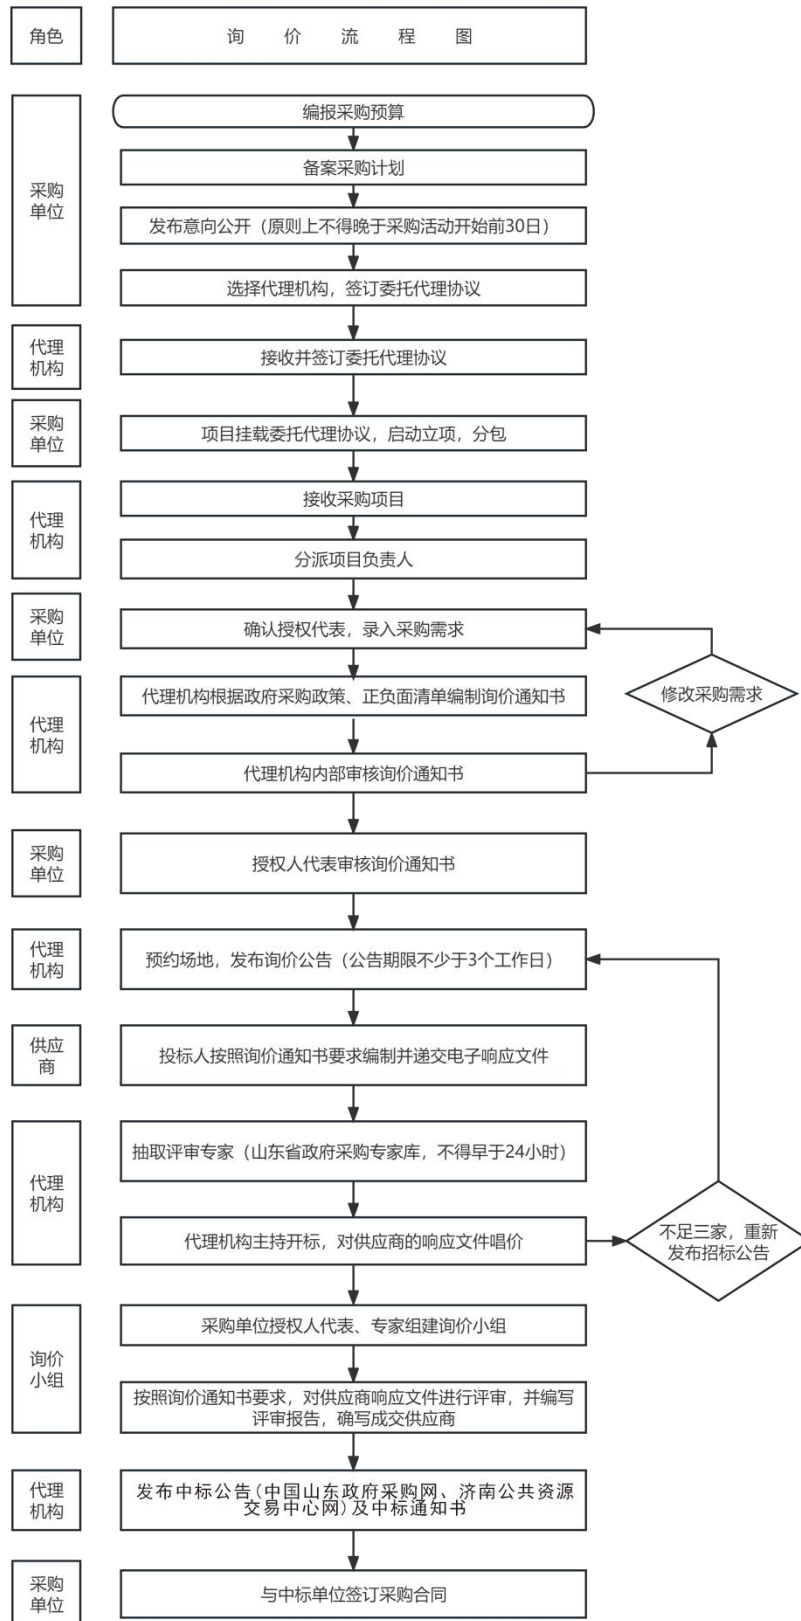 角色
询 价 流 程 图
采购
单位
编报采购预算
备案采购计划
发布意向公开（原则上不得晚于采购活动开始前30日）
选择代理机构，签订委托代理协议
代理
机构
接收并签订委托代理协议
采购
单位
项目挂载委托代理协议，启动立项，分包
代理
机构
接收采购项目
分派项目负责人
采购
单位
确认授权代表，录入采购需求
代理
机构
代理机构根据政府采购政策、正负面清单编制询价通知书
修改采购需求
代理机构内部审核询价通知书
采购
单位
授权人代表审核询价通知书
代理
机构
预约场地，发布询价公告（公告期限不少于3个工作日）
供应
商
投标人按照询价通知书要求编制并递交电子响应文件
代理
机构
抽取评审专家（山东省政府采购专家库，不得早于24小时）
代理机构主持开标，对供应商的响应文件唱价
不足三家，重新
发布招标公告
询价
小组
采购单位授权人代表、专家组建询价小组
按照询价通知书要求，对供应商响应文件进行评审，并编写
评审报告，确写成交供应商
代理
机构
发布中标公告（中国山东政府采购网、济南公共资源
交易中心网）及中标通知书
采购
单位
与中标单位签订采购合同